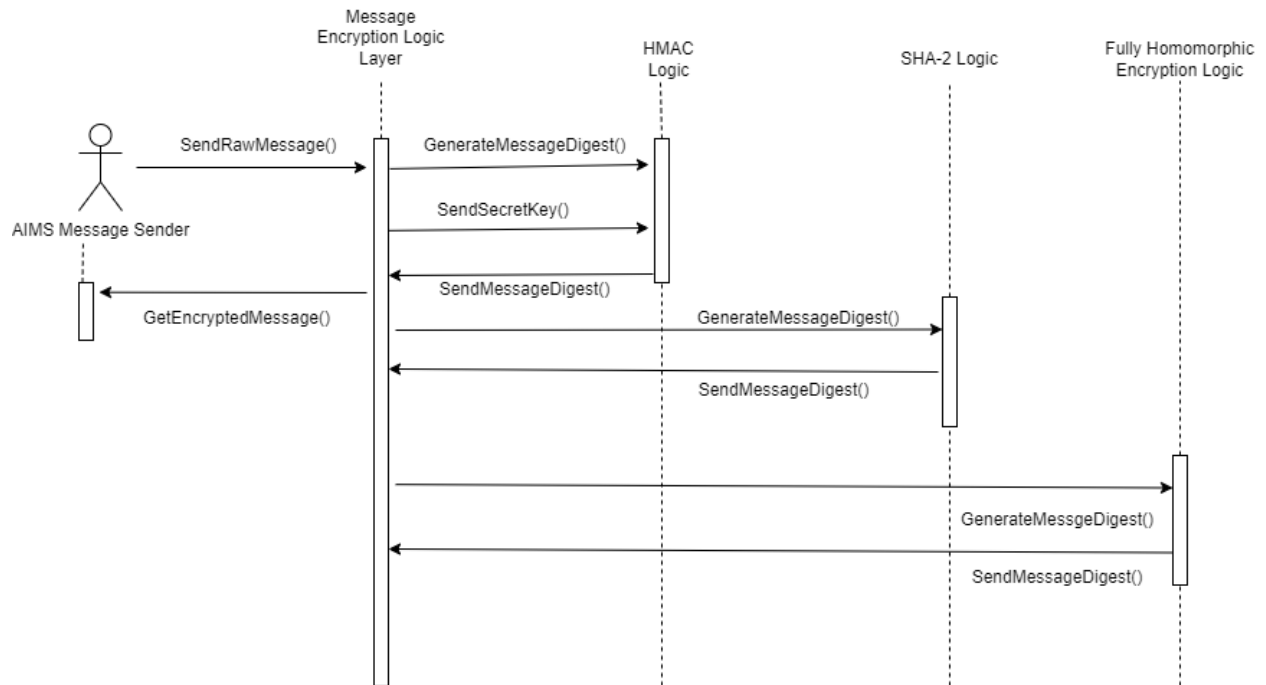 Message
Encryption Logic
Layer
HMAC
Logic
SHA-2 Logic
Fully Homomorphic
Encryption Logic
SendRawMessage()
GenerateMessageDigest()
SendSecretKey()
AIMS Message Sender
SendMessageDigest()
GetEncryptedMessage()
GenerateMessageDigest()
SendMessageDigest()
GenerateMessgeDigest()
SendMessageDigest()